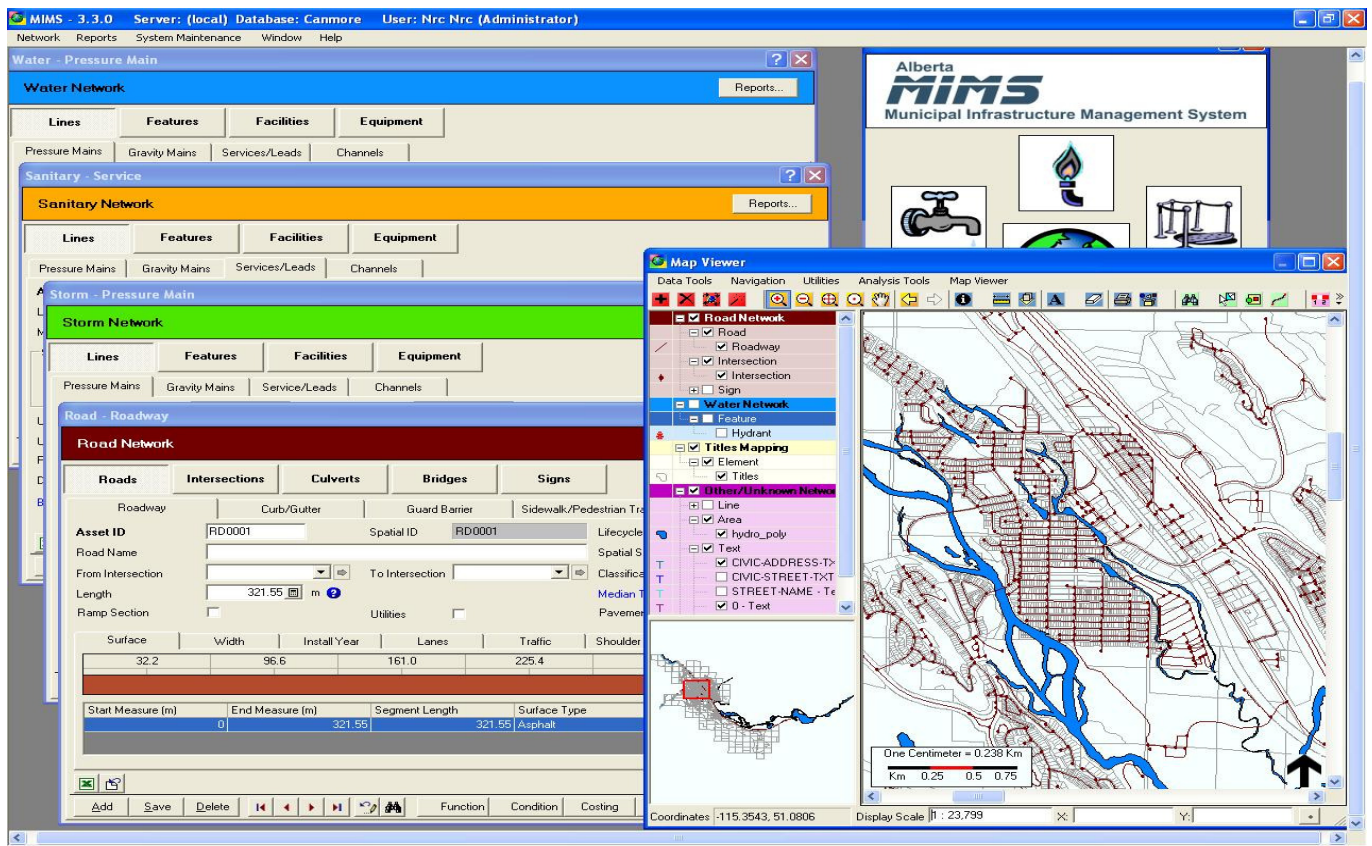 MIMS - 3.3.0 Server: (local) Database: Canmore User: Nrc Nrc (Administrator)
Network Reports System Maintenance Window Help
Water - Pressure Main
Water Network
Reports...
Lines Features Facilities Equipment
Pressure Mains Gravity Mains Services/Leads Channels
Sanitary - Service
Sanitary Network
Reports...
Lines Features Facilities Equipment
Pressure Mains Gravity Mains Services/Leads Channels
Storm - Pressure Main
Storm Network
Lines Features Facilities Equipment
Pressure Mains Gravity Mains Service/Leads Channels
Road - Roadway
Road Network
Roads Intersections Culverts Bridges Signs
Roadway Curb/Gutter Guard Barrier Sidewalk/Pedestrian Tra
Asset ID RD0001 Spatial ID RD0001 Lifecycle
Road Name Spatial S
From Intersection To Intersection Classifica
Length 321.55 m Median T
Ramp Section Utilities Pavemen
Surface Width Install Year Lanes Traffic Shoulder
32.2 96.6 161.0 225.4
Start Measure (m) End Measure (m) Segment Length Surface Type
0 321.55 321.55 Asphalt
Add Save Delete Function Condition Costing
Alberta
MIMS
Municipal Infrastructure Management System
Map Viewer
Data Tools Navigation Utilities Analysis Tools Map Viewer
Road Network
Road
Roadway
Intersection
Intersection
Sign
Water Network
Feature
Hydrant
Titles Mapping
Element
Titles
Other/Unknown Networ
Line
Area
hydro_poly
Text
CIVIC-ADDRESS-TX
CIVIC-STREET-TXT
STREET-NAME - Te
0 - Text
One Centimeter = 0.238 Km
Km 0.25 0.5 0.75
Coordinates -115.3543, 51.0806 Display Scale 1 : 23,799 X: Y: